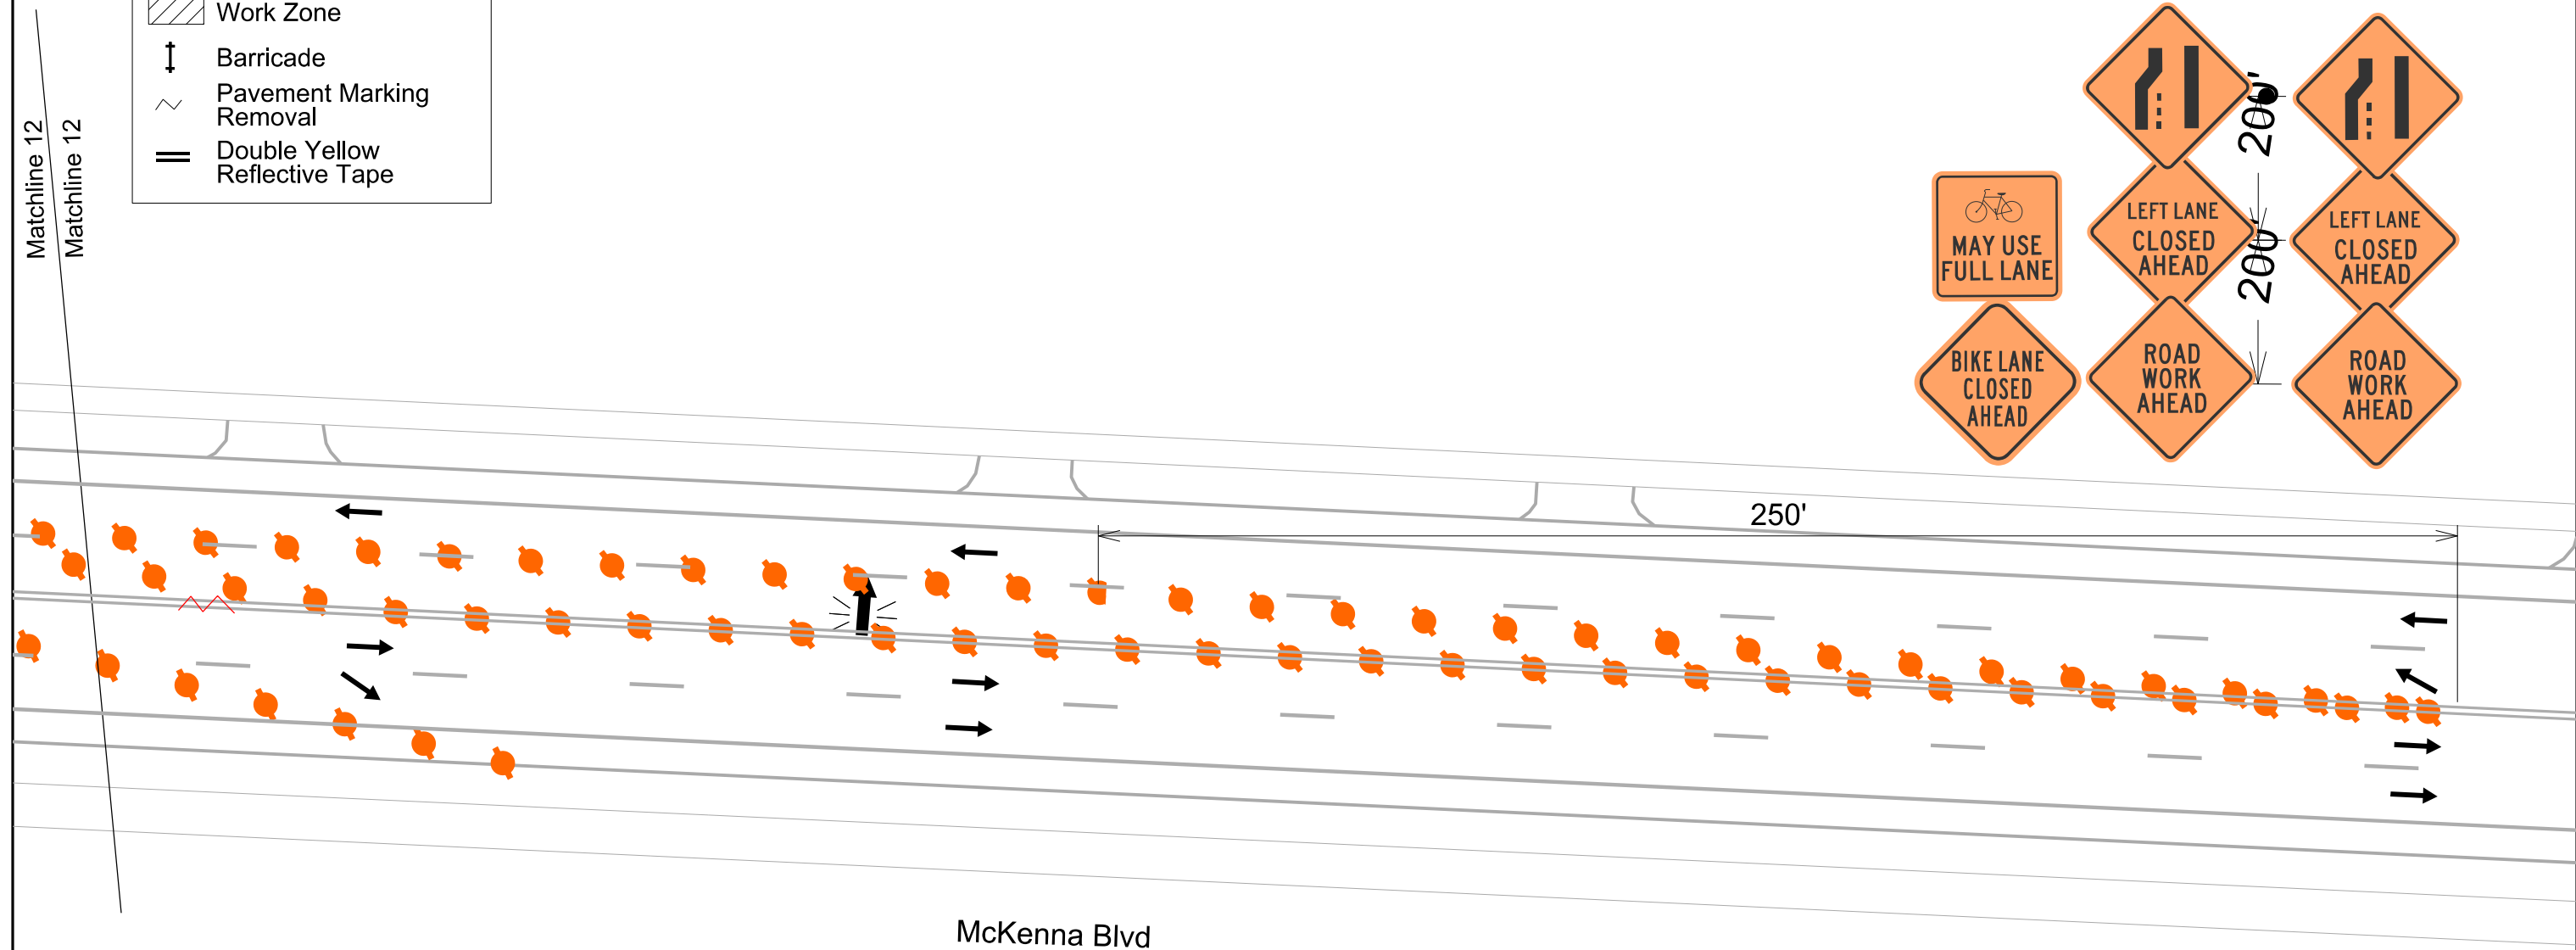 Work Zone
Barricade
Pavement Marking
Removal
Double Yellow
Reflective Tape
Matchline 12
Matchline 12
MAY USE
FULL LANE
BIKE LANE
CLOSED
AHEAD
LEFT LANE
CLOSED
AHEAD
ROAD
WORK
AHEAD
200'
200'
LEFT LANE
CLOSED
AHEAD
ROAD
WORK
AHEAD
250'
McKenna Blvd